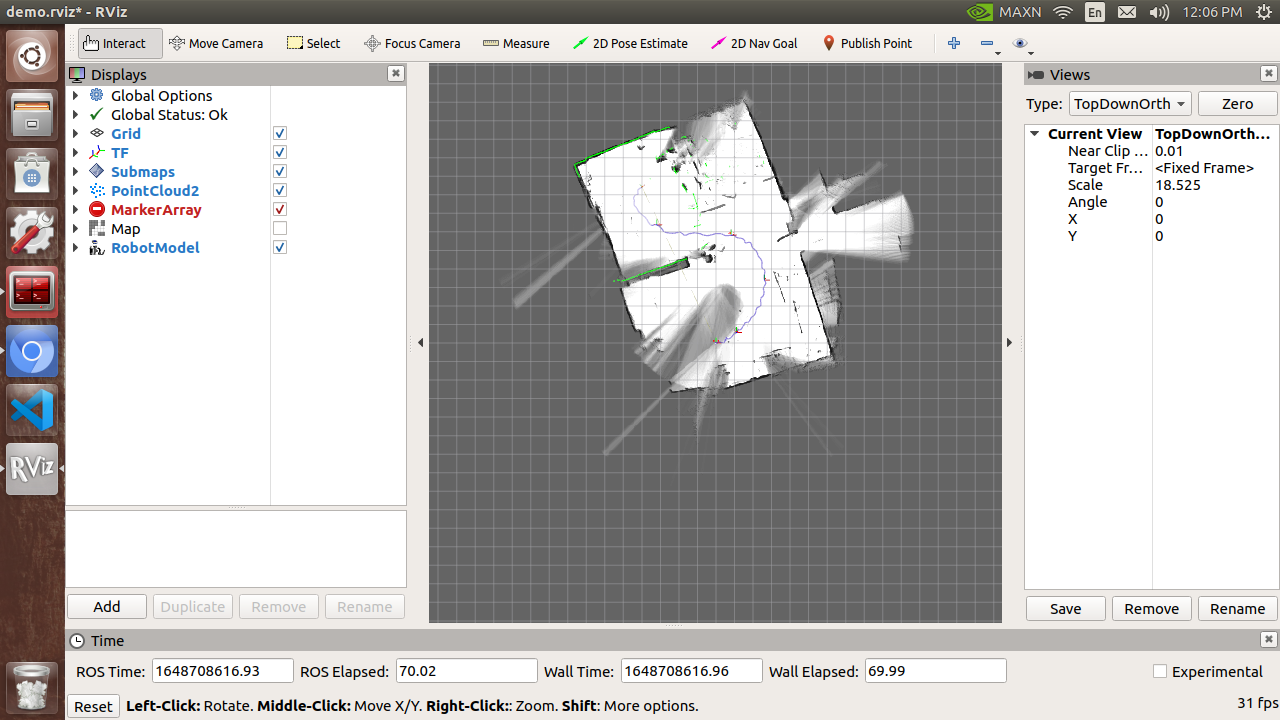 demo.rviz* - RViz
MAXN En 12:06 PM
Interact Move Camera Select Focus Camera Measure 2D Pose Estimate 2D Nav Goal Publish Point
Displays
Global Options
Global Status: Ok
Grid
TF
Submaps
PointCloud2
MarkerArray
Map
RobotModel
Add Duplicate Remove Rename
Views
Type: TopDownOrth Zero
Current View TopDownOrth...
Near Clip ... 0.01
Target Fr... <Fixed Frame>
Scale 18.525
Angle 0
X 0
Y 0
Save Remove Rename
RViz
Time
ROS Time: 1648708616.93 ROS Elapsed: 70.02 Wall Time: 1648708616.96 Wall Elapsed: 69.99 Experimental
Reset Left-Click: Rotate. Middle-Click: Move X/Y. Right-Click:: Zoom. Shift: More options. 31 fps